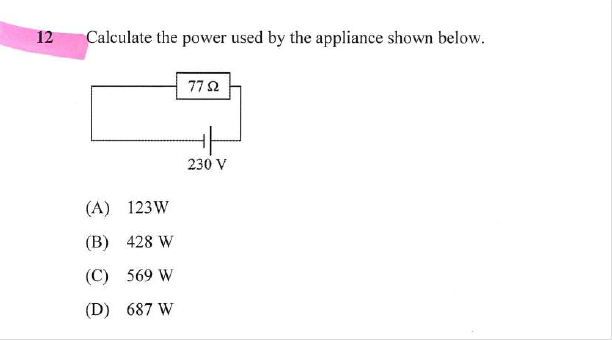 12 Calculate the power used by the appliance shown below.
77 Ω
230 V
(A) 123W
(B) 428 W
(C) 569 W
(D) 687 W